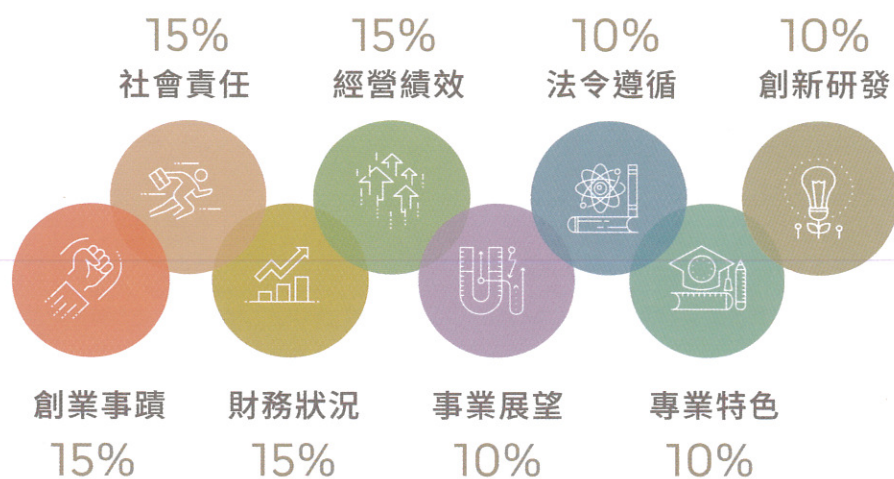 15%
社會責任
15%
經營績效
10%
法令遵循
10%
創新研發
創業事蹟
15%
財務狀況
15%
事業展望
10%
專業特色
10%